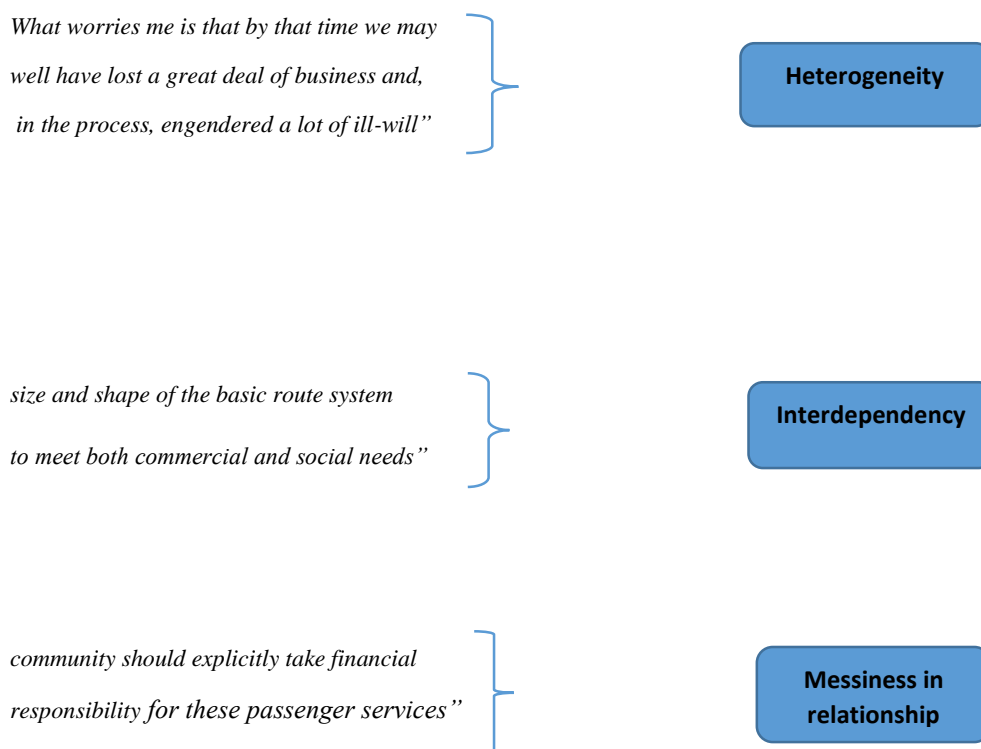 What worries me is that by that time we may
well have lost a great deal of business and,
in the process, engendered a lot of ill-will”
Heterogeneity
size and shape of the basic route system
to meet both commercial and social needs”
Interdependency
community should explicitly take financial
responsibility for these passenger services”
Messiness in
relationship